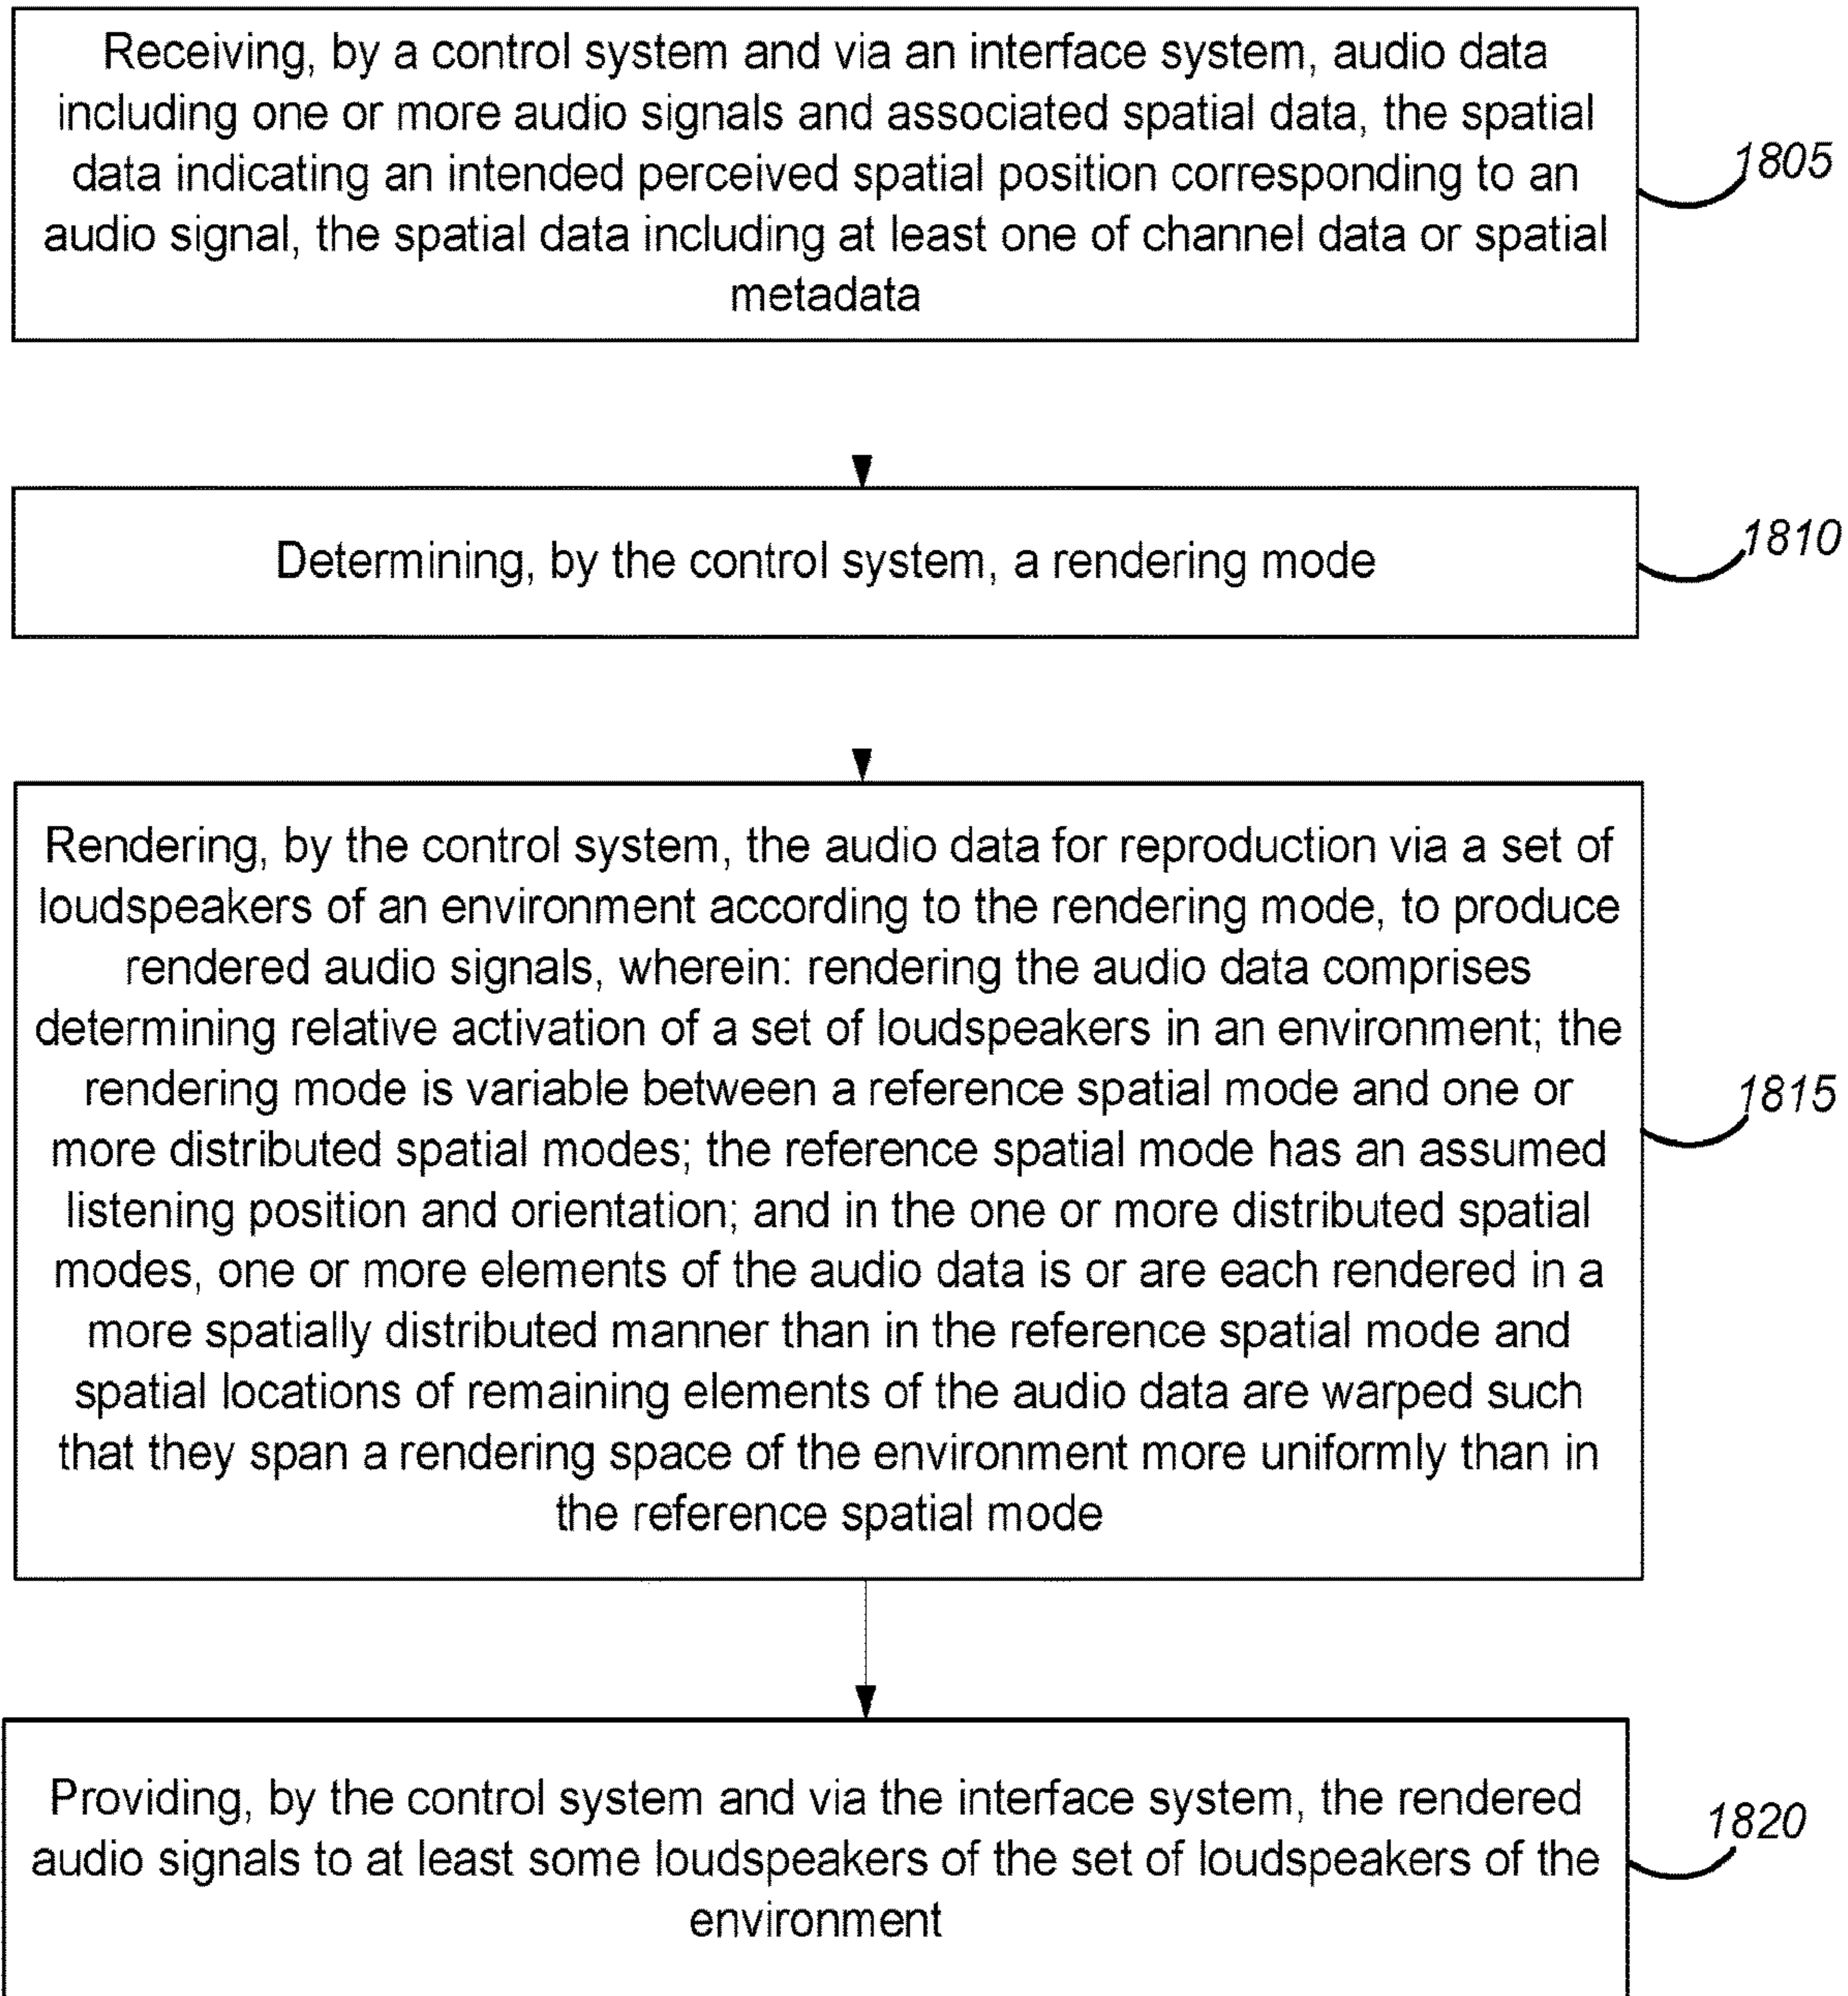 Receiving, by a control system and via an interface system, audio data
including one or more audio signals and associated spatial data, the spatial
data indicating an intended perceived spatial position corresponding to an
audio signal, the spatial data including at least one of channel data or spatial
metadata
1805
Determining, by the control system, a rendering mode
1810
Rendering, by the control system, the audio data for reproduction via a set of
loudspeakers of an environment according to the rendering mode, to produce
rendered audio signals, wherein: rendering the audio data comprises
determining relative activation of a set of loudspeakers in an environment; the
rendering mode is variable between a reference spatial mode and one or
more distributed spatial modes; the reference spatial mode has an assumed
listening position and orientation; and in the one or more distributed spatial
modes, one or more elements of the audio data is or are each rendered in a
more spatially distributed manner than in the reference spatial mode and
spatial locations of remaining elements of the audio data are warped such
that they span a rendering space of the environment more uniformly than in
the reference spatial mode
1815
Providing, by the control system and via the interface system, the rendered
audio signals to at least some loudspeakers of the set of loudspeakers of the
environment
1820